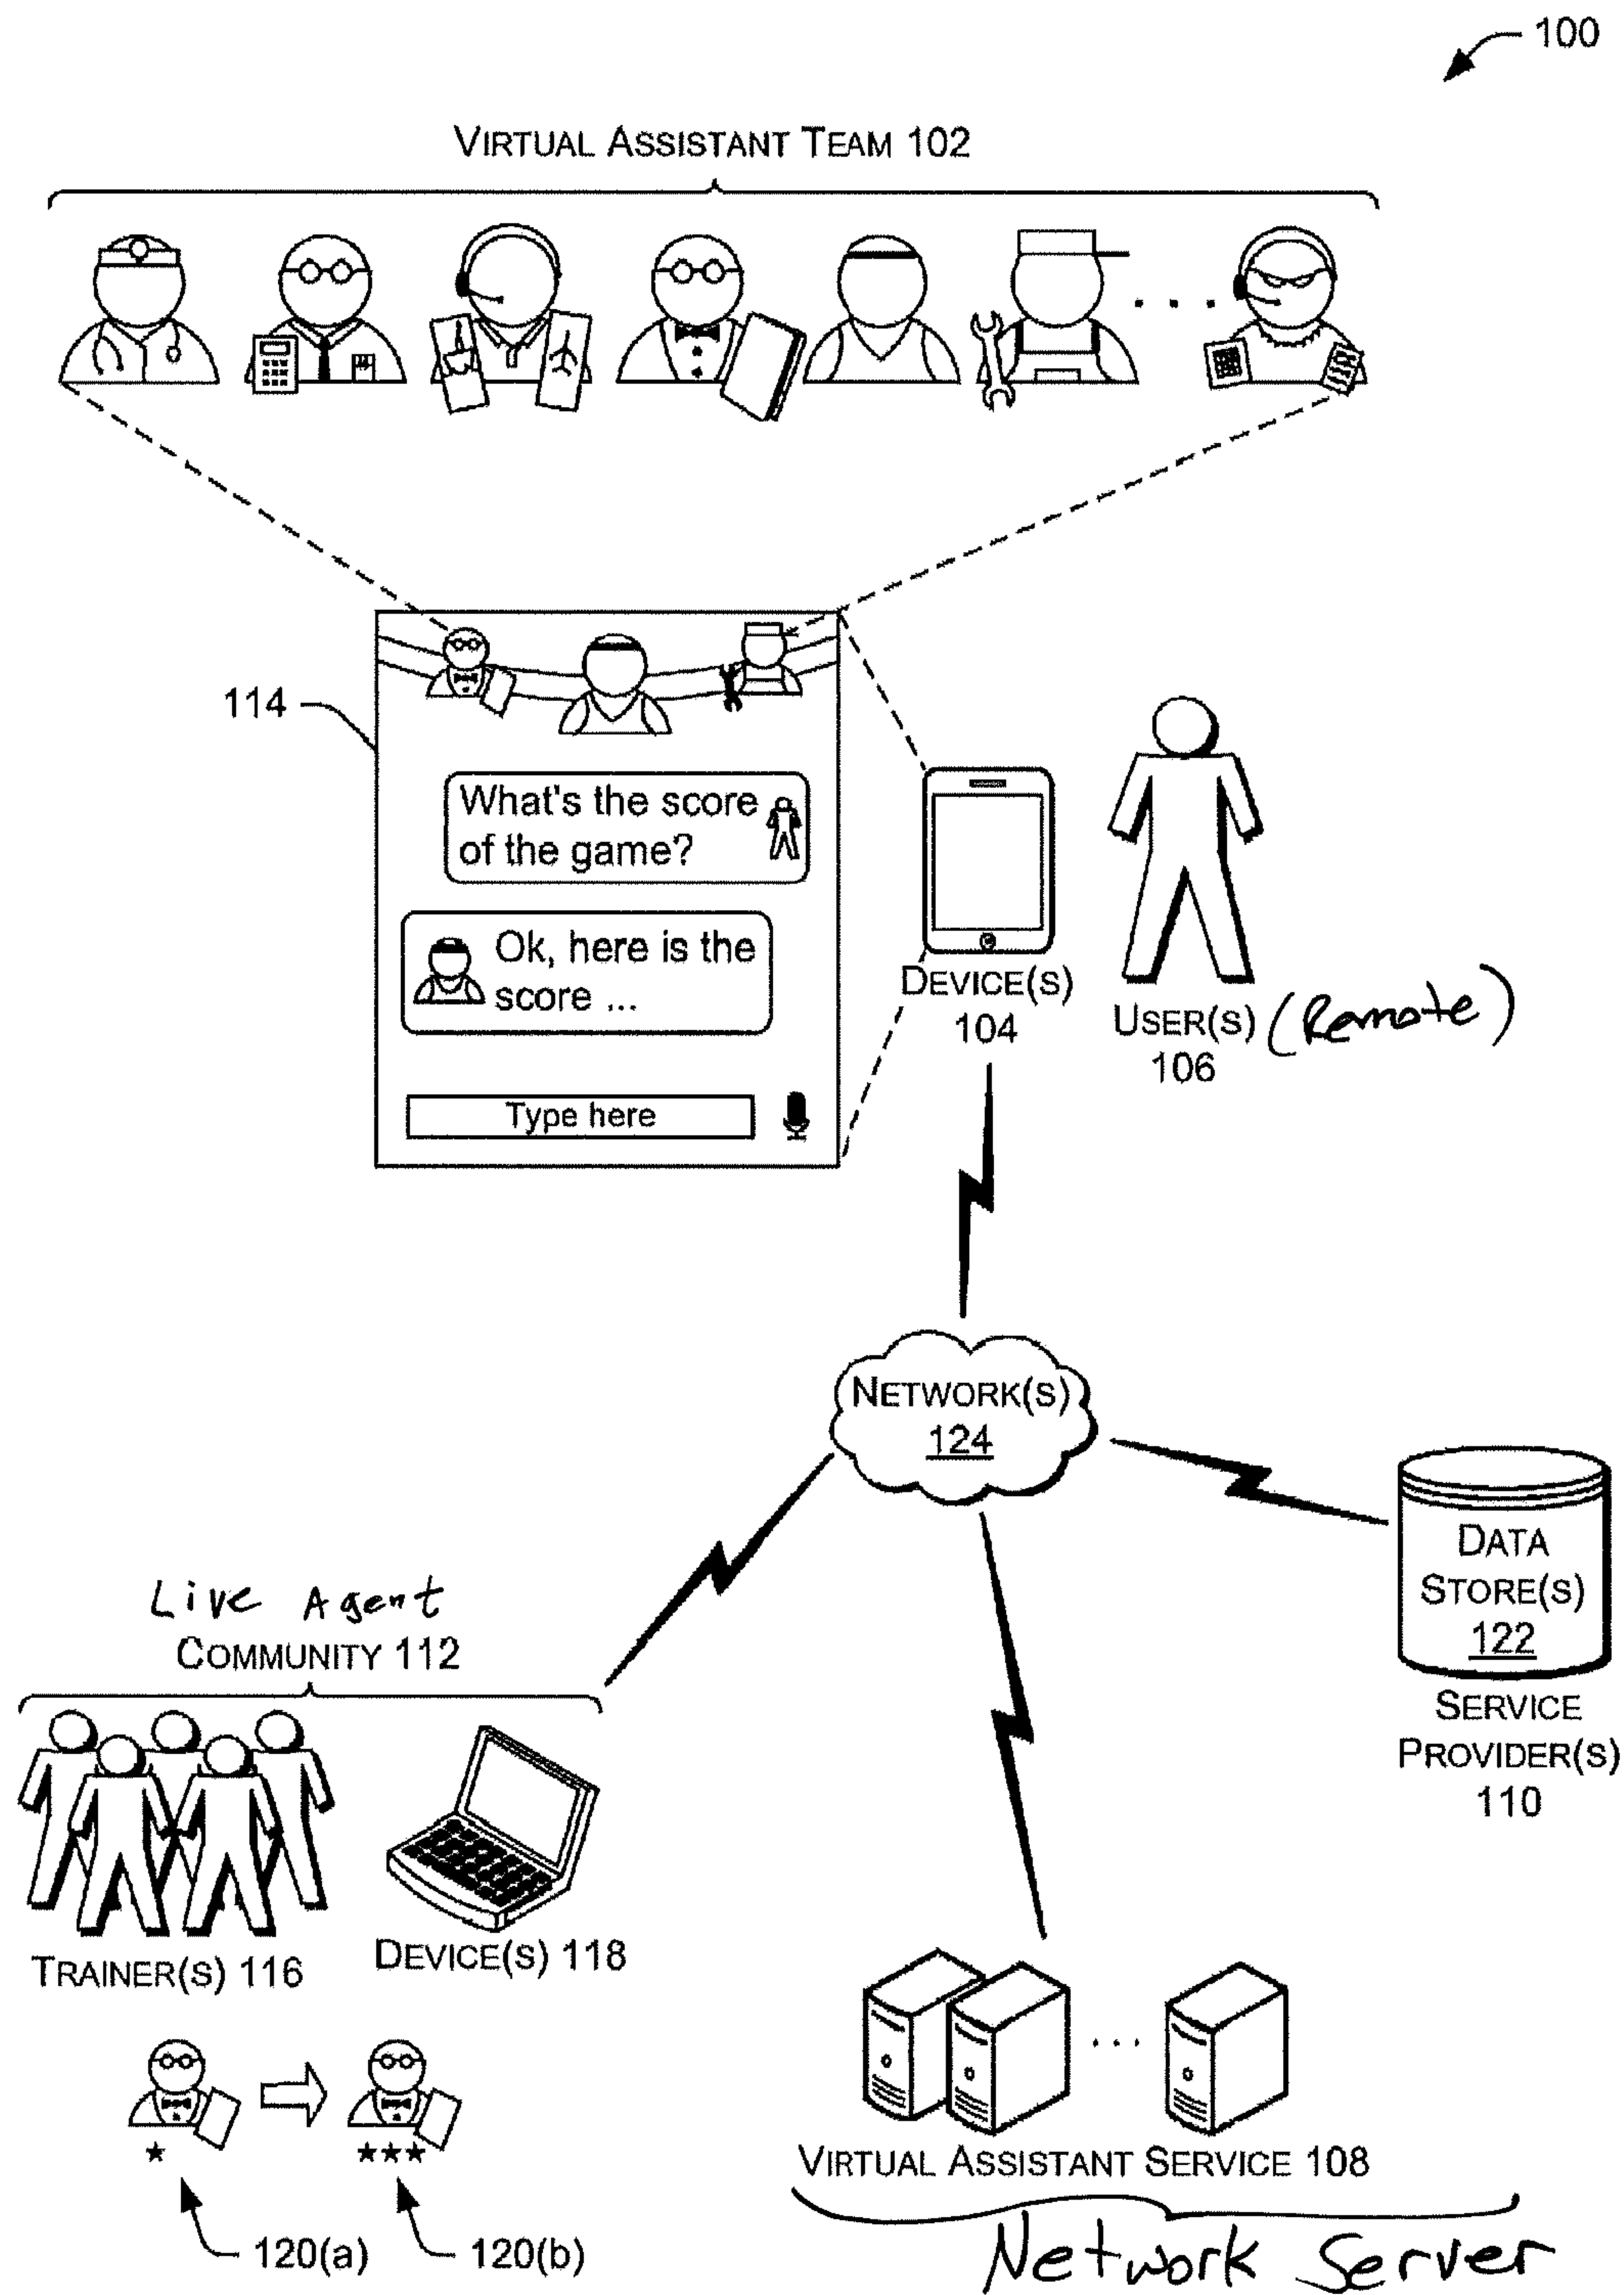 100
VIRTUAL ASSISTANT TEAM 102
114
What's the score
of the game?
Ok, here is the
score ...
Type here
DEVICE(S)
104
USER(S) (Remote)
106
NETWORK(S)
124
DATA
STORE(S)
122
SERVICE
PROVIDER(S)
110
Live Agent
COMMUNITY 112
TRAINER(S) 116
DEVICE(S) 118
120(a)
120(b)
VIRTUAL ASSISTANT SERVICE 108
Network Server